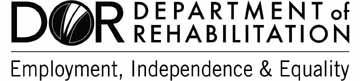 DOR DEPARTMENT of
REHABILITATION
Employment, Independence & Equality